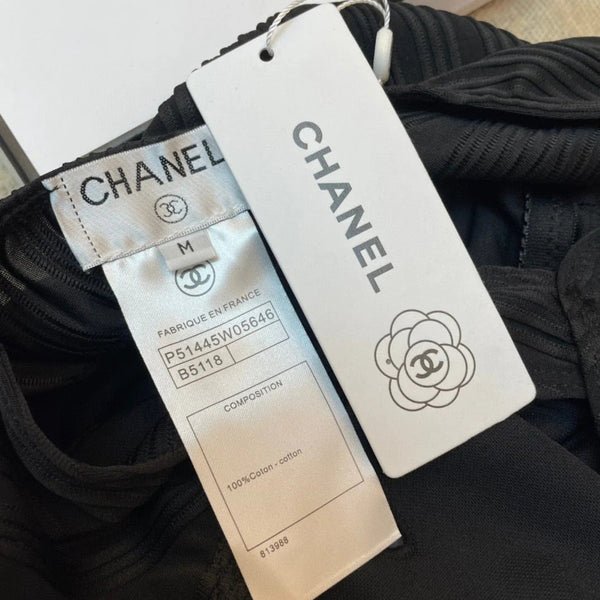 CHANEL
M
FABRIQUE EN FRANCE
P51445W05646
B5118
COMPOSITION
100%Coton - cotton
813988
CHANEL